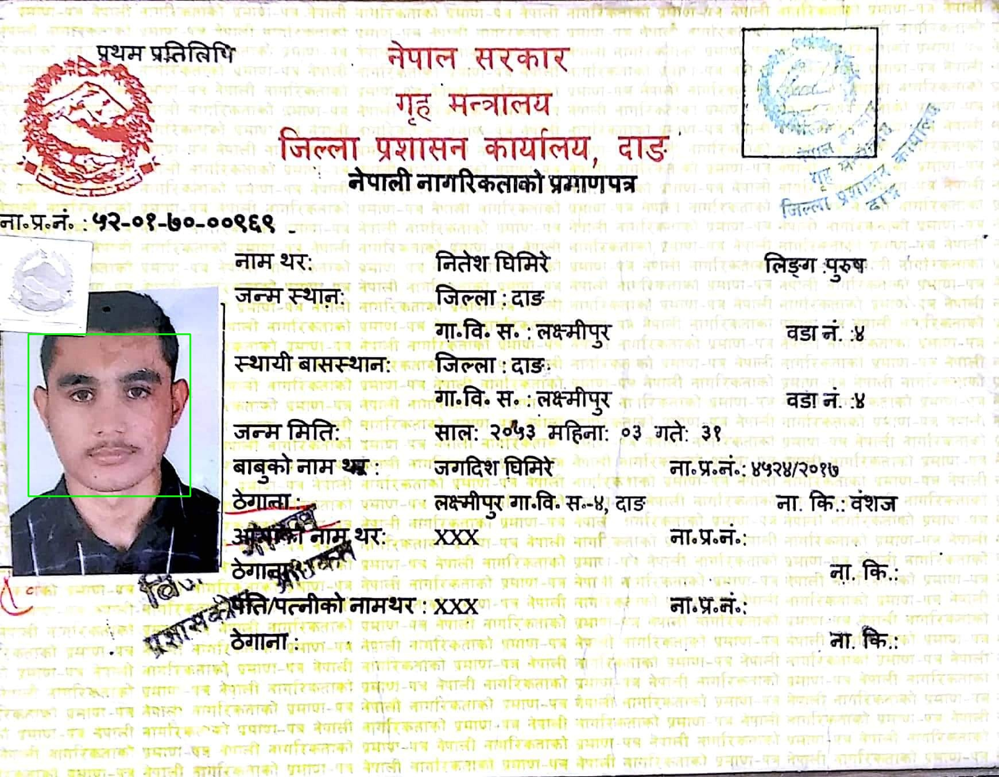 प्रथम प्रतिलिपि
नेपाल सरकार
गृह मन्त्रालय
जिल्ला प्रशासन कार्यालय, दाङ
नेपाली नागरिकताको प्रमाणपत्र
नेपाल सरकार
गृह मन्त्रालय
जिल्ला प्रशासन कार्यालय
दाङ
ना॰प्र॰नं॰ : ५२-०१-७०-००९६९
नाम थर: नितेश घिमिरे लिङ्ग :पुरुष
जन्म स्थान: जिल्ला : दाङ
गा॰वि॰ स॰ : लक्ष्मीपुर वडा नं. :४
स्थायी बासस्थान: जिल्ला : दाङ
गा॰वि॰ स॰ : लक्ष्मीपुर वडा नं. :४
जन्म मिति: साल: २०५३ महिना: ०३ गते: ३१
बाबुको नाम थर : जगदिश घिमिरे ना॰प्र॰नं॰: ४५२४/२०१७
ठेगाना : लक्ष्मीपुर गा॰वि॰ स॰-४, दाङ ना. कि.: वंशज
आमाको नाम थर: XXX ना॰प्र॰नं॰:
ठेगाना ना. कि.:
पति/पत्नीको नामथर : XXX ना॰प्र॰नं॰:
ठेगाना : ना. कि.: